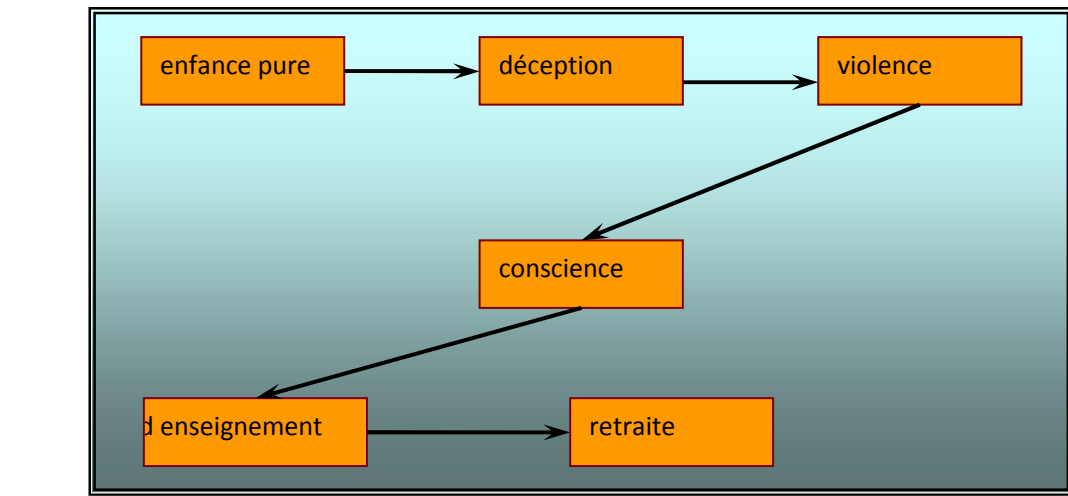 enfance pure
déception
violence
conscience
d enseignement
retraite